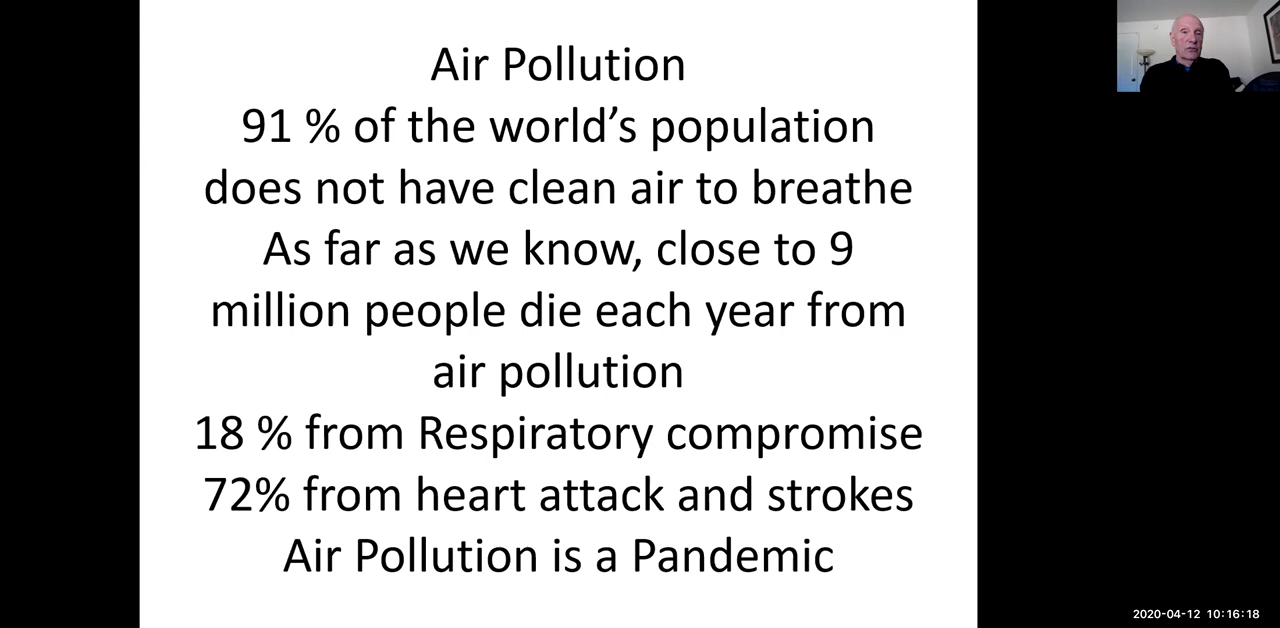 Air Pollution
91 % of the world’s population
does not have clean air to breathe
As far as we know, close to 9
million people die each year from
air pollution
18 % from Respiratory compromise
72% from heart attack and strokes
Air Pollution is a Pandemic
2020-04-12 10:16:18